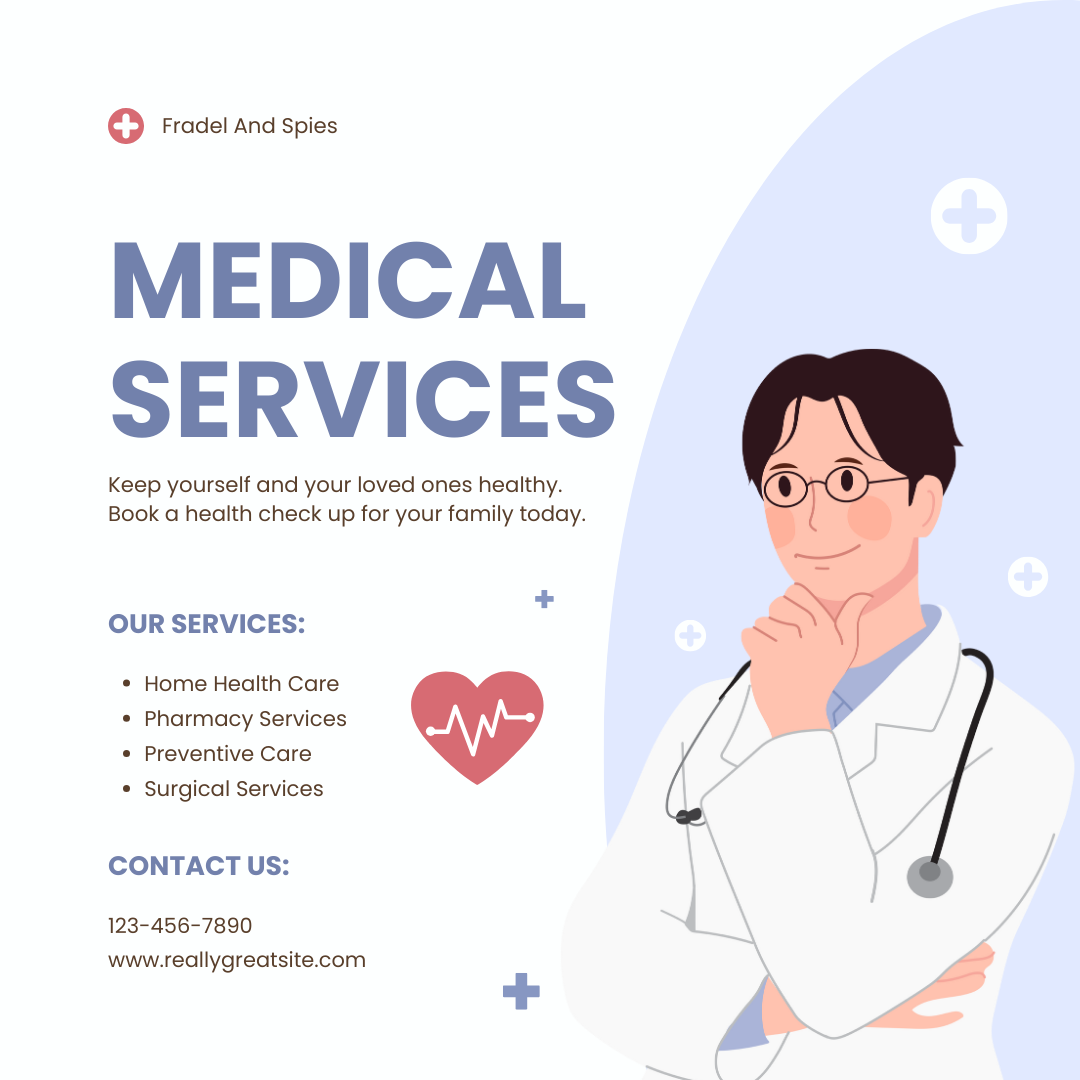 Fradel And Spies
MEDICAL
SERVICES
Keep yourself and your loved ones healthy.
Book a health check up for your family today.
OUR SERVICES:
• Home Health Care
• Pharmacy Services
• Preventive Care
• Surgical Services
CONTACT US:
123-456-7890
www.reallygreatsite.com